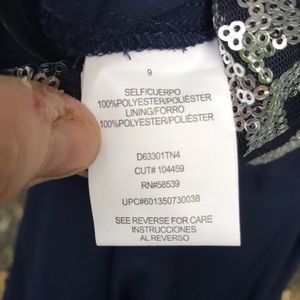 9
SELF/CUERPO
100%POLYESTER/POLIÉSTER
LINING/FORRO
100%POLYESTER/POLIÉSTER
D63301TN4
CUT# 104459
RN#58539
UPC#601350730038
SEE REVERSE FOR CARE
INSTRUCCIONES
AL REVERSO